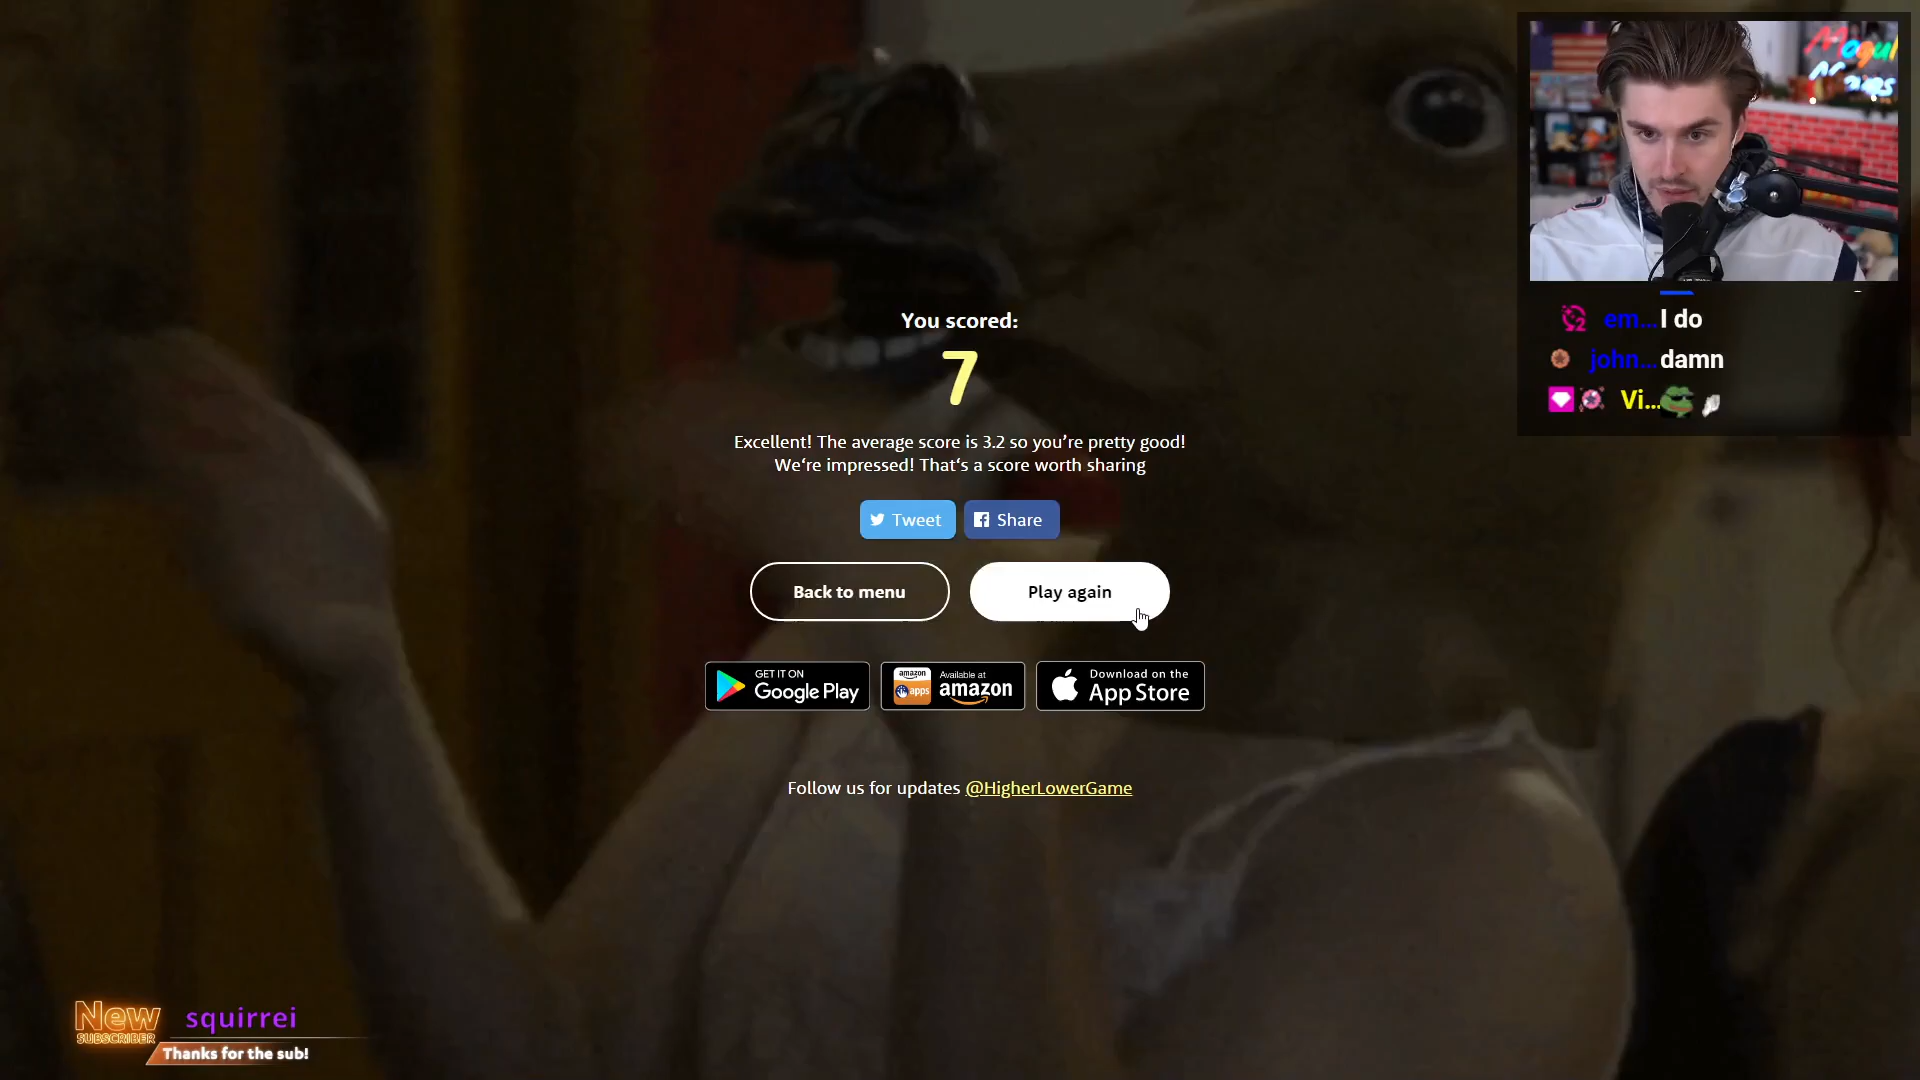 Mogul
em... I do
john... damn
Vi...
You scored:
7
Excellent! The average score is 3.2 so you're pretty good!
We're impressed! That's a score worth sharing
Tweet
Share
Back to menu
Play again
GET IT ON
Google Play
amazon
apps
Available at
amazon
Download on the
App Store
Follow us for updates @HigherLowerGame
New
SUBSCRIBER
squirrei
Thanks for the sub!